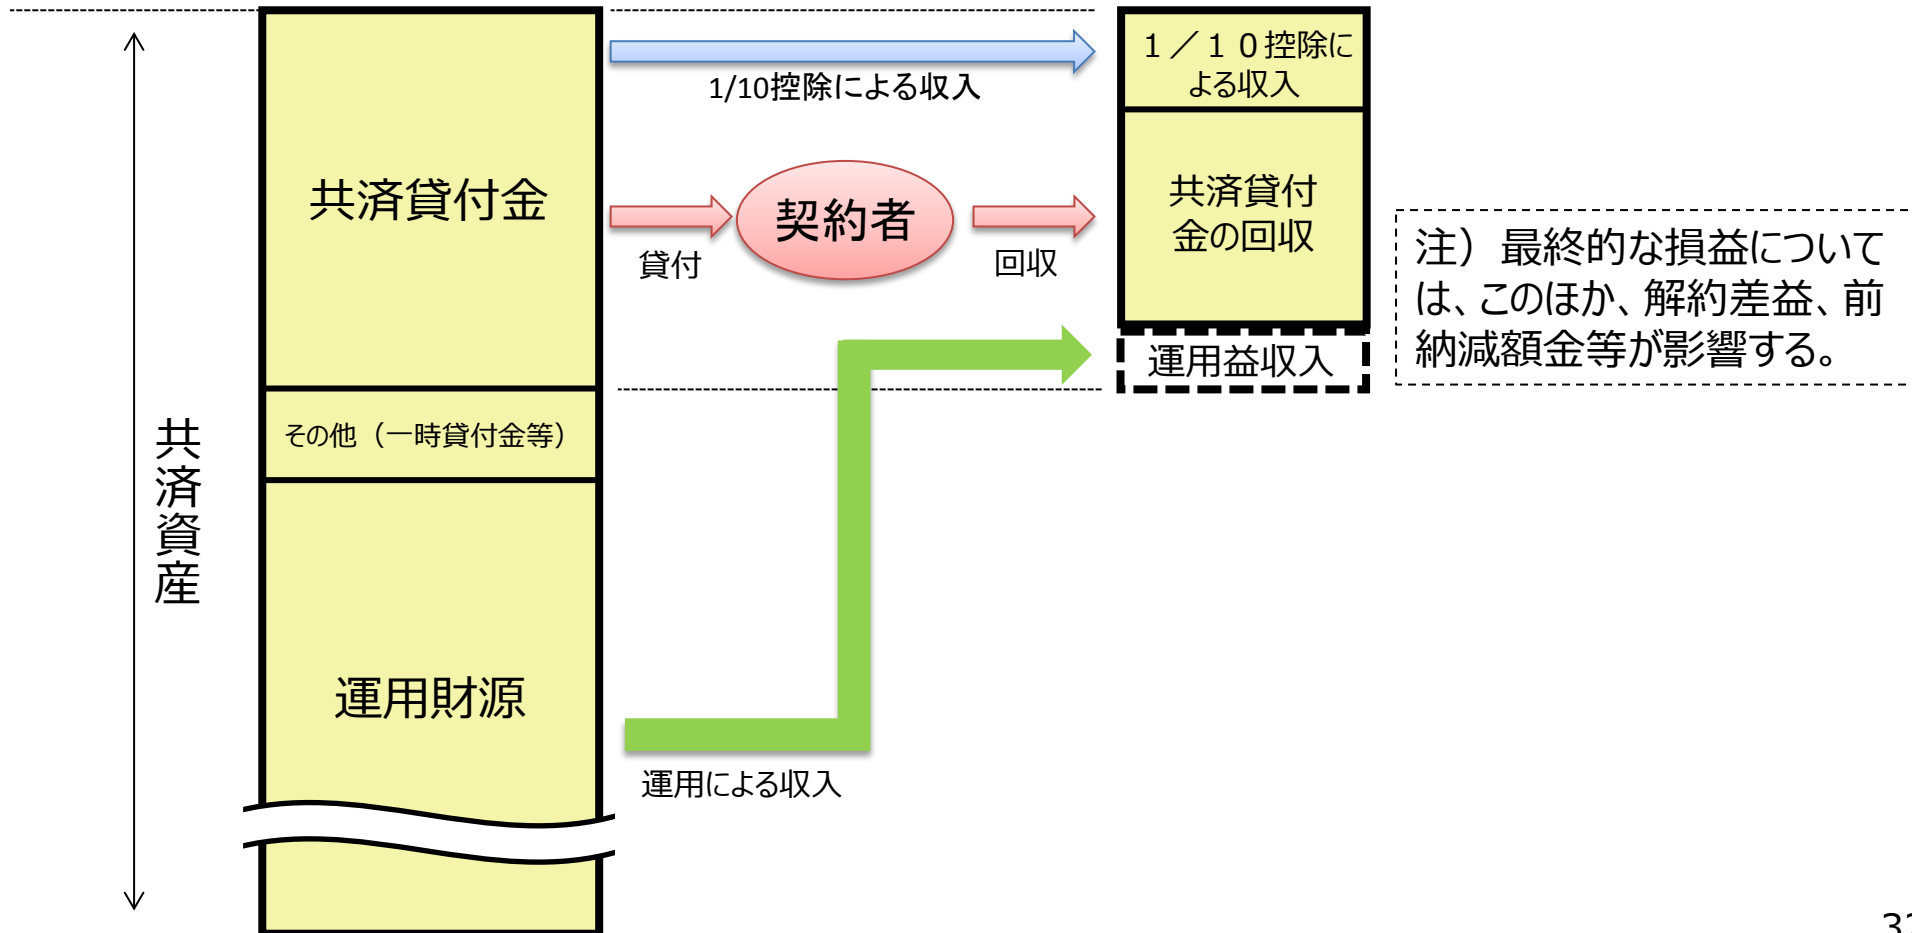 1/10控除による収入
１／１０控除に
よる収入
共済貸付金
貸付
契約者
回収
共済貸付
金の回収
注）最終的な損益について
は、このほか、解約差益、前
納減額金等が影響する。
運用益収入
その他（一時貸付金等）
共済資産
運用財源
運用による収入